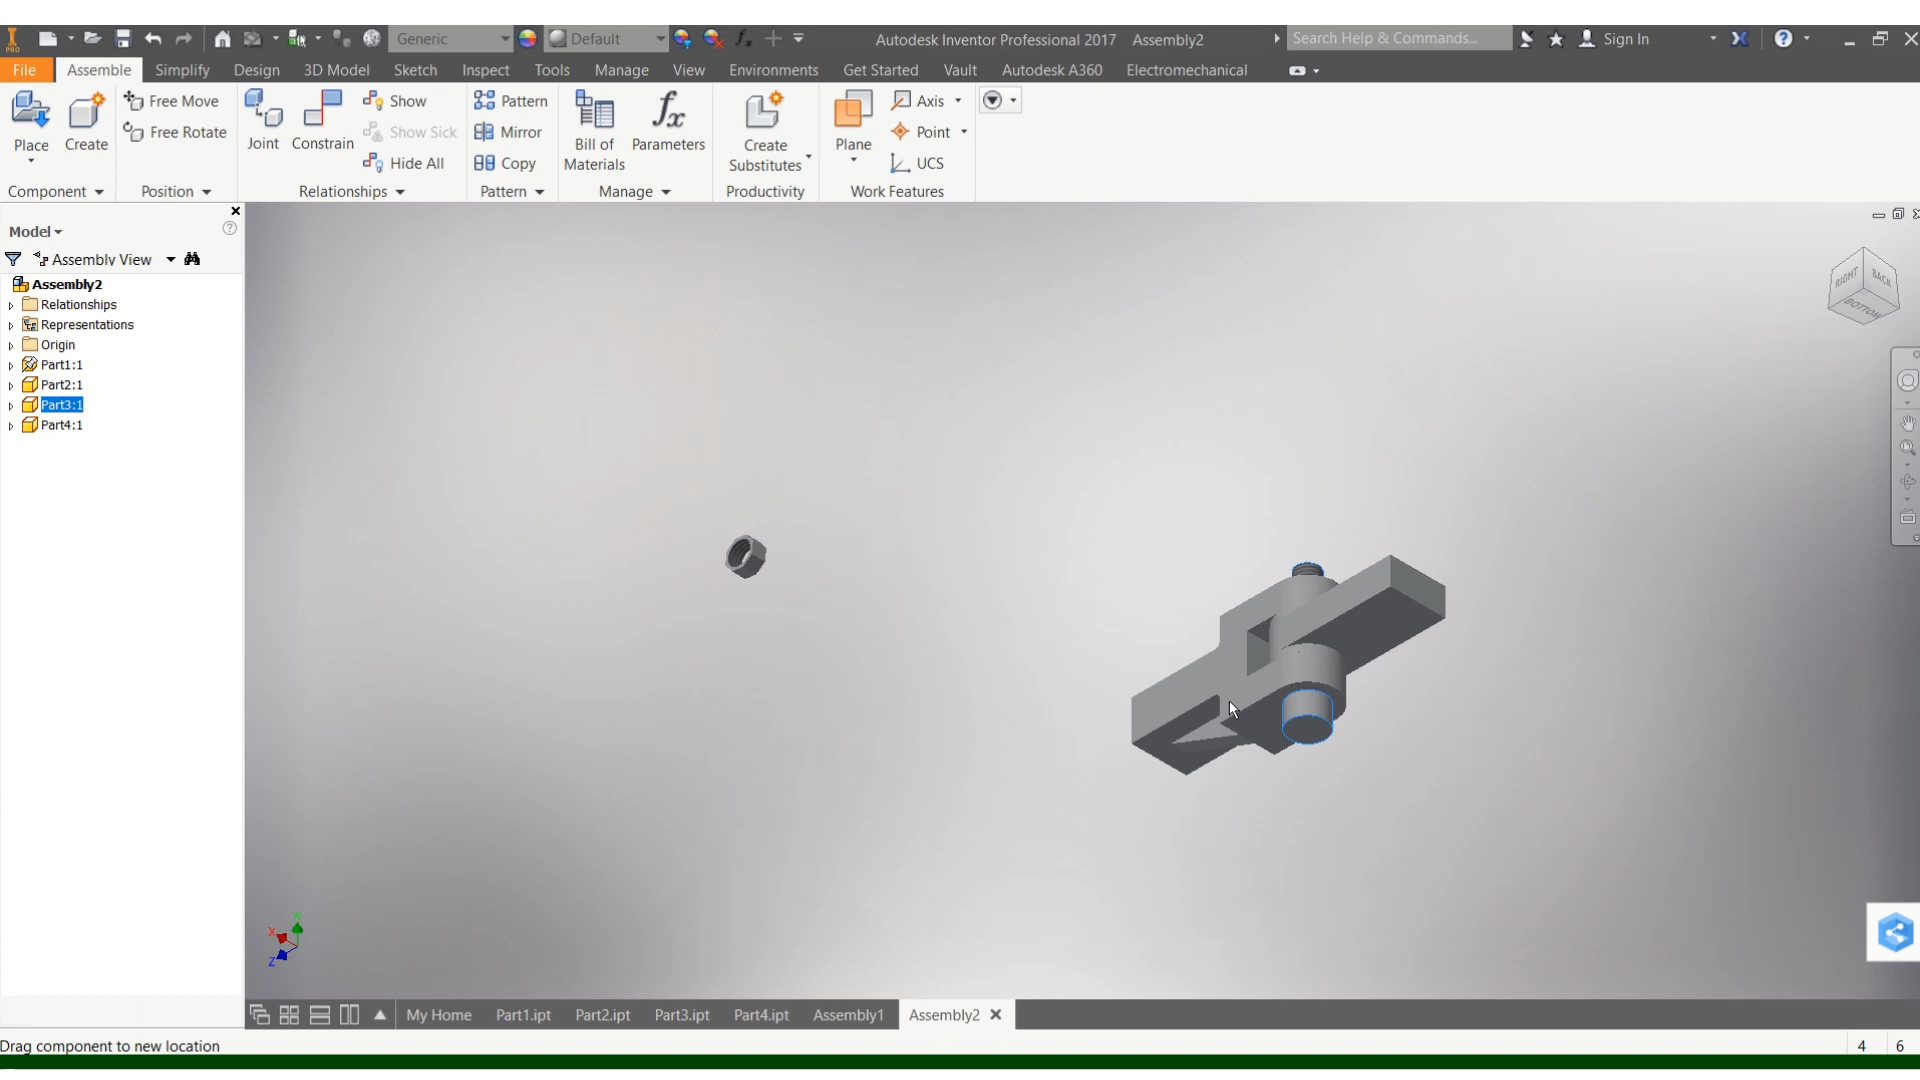 PRO
Generic
Default
Autodesk Inventor Professional 2017 Assembly2
Search Help & Commands...
Sign In
File Assemble Simplify Design 3D Model Sketch Inspect Tools Manage View Environments Get Started Vault Autodesk A360 Electromechanical
Place
Create
Free Move
Free Rotate
Joint
Constrain
Show
Show Sick
Hide All
Pattern
Mirror
Copy
Bill of
Materials
Parameters
Create
Substitutes
Plane
Axis
Point
UCS
Component Position Relationships Pattern Manage Productivity Work Features
Model
Assembly View
Assembly2
Relationships
Representations
Origin
Part1:1
Part2:1
Part3:1
Part4:1
RIGHT
BACK
BOTTOM
X
Z
My Home Part1.ipt Part2.ipt Part3.ipt Part4.ipt Assembly1 Assembly2
Drag component to new location
4 6